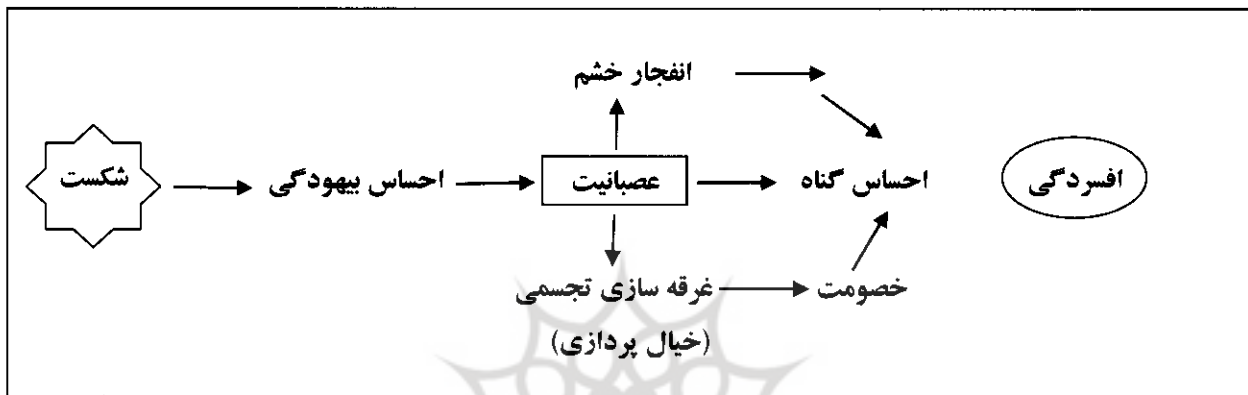 انفجار خشم
شکست
احساس بیهودگی
عصبانیت
احساس گناه
افسردگی
غرقه سازی تجسمی
خصومت
(خیال پردازی)